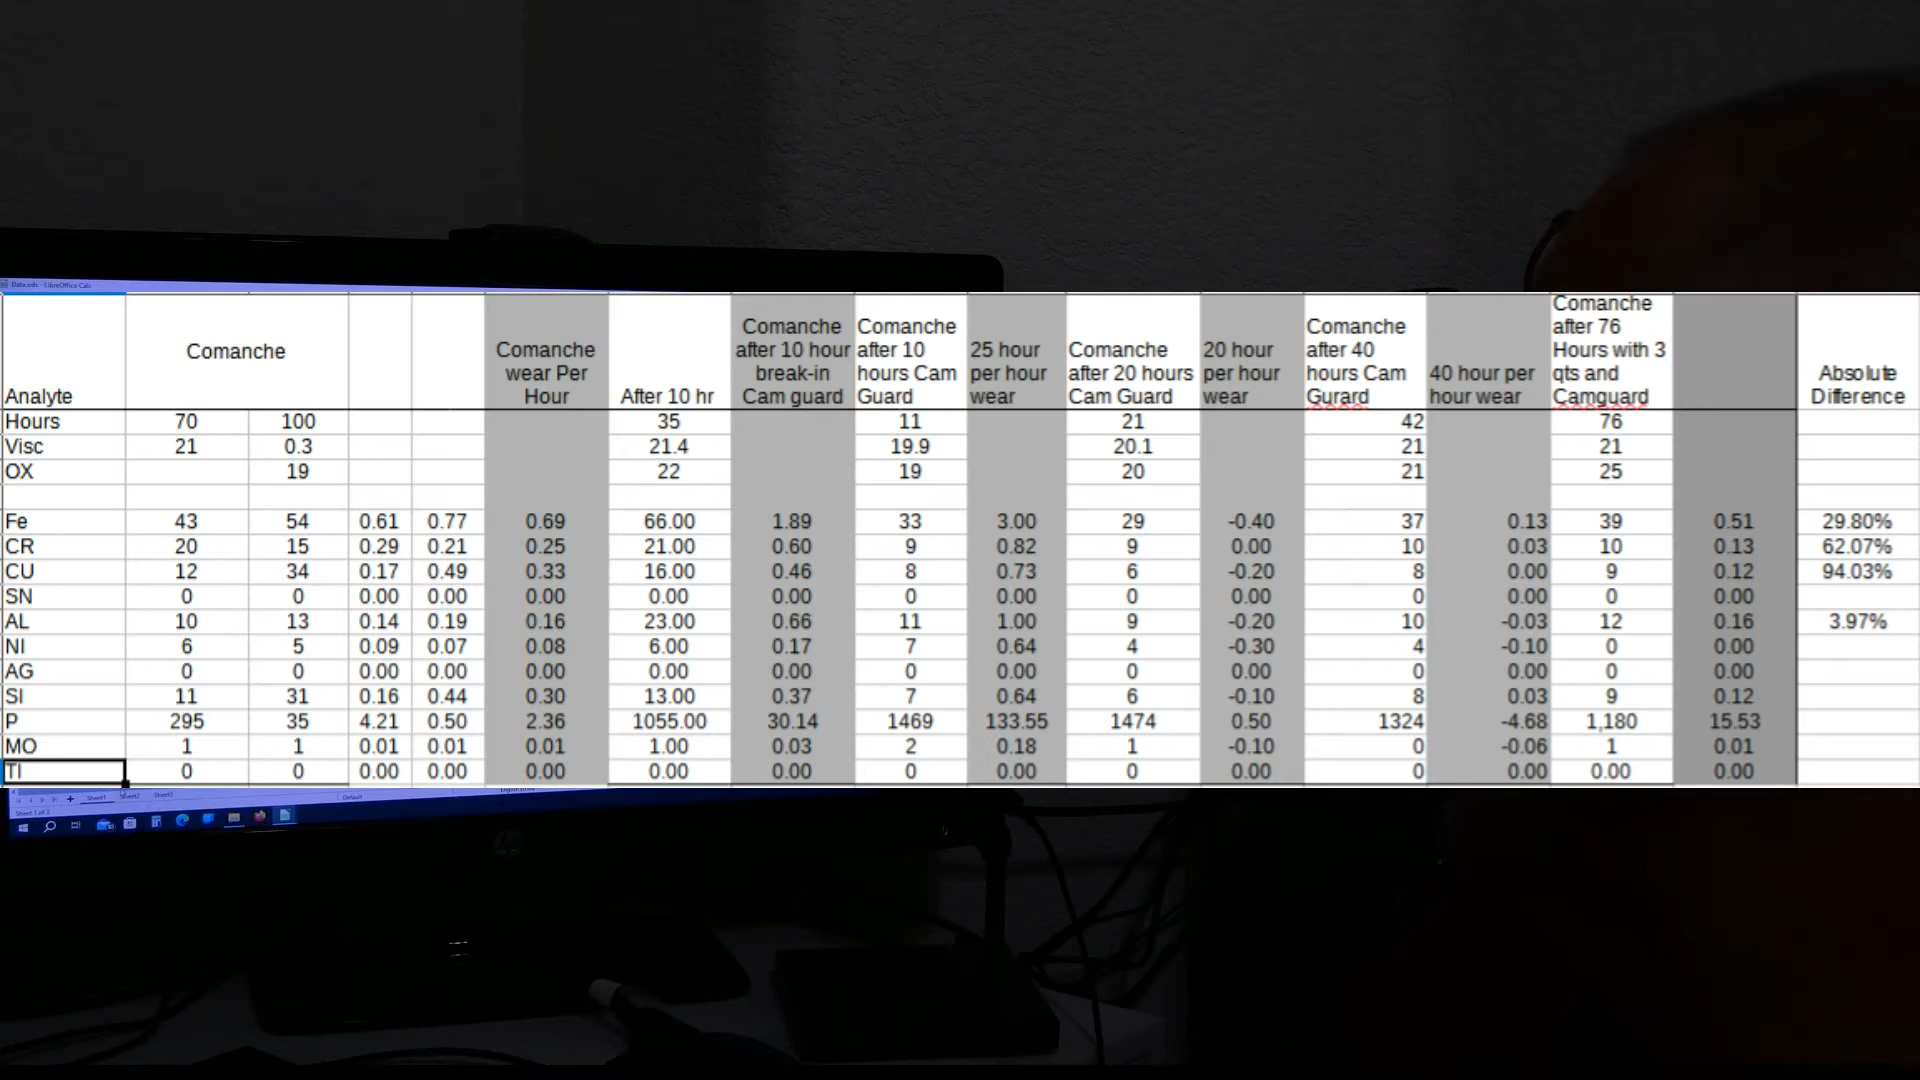 Data.ods - LibreOffice Calc
Analyte Comanche Comanche wear Per Hour After 10 hr Comanche after 10 hour break-in Cam guard Comanche after 10 hours Cam Guard 25 hour per hour wear Comanche after 20 hours Cam Guard 20 hour per hour wear Comanche after 40 hours Cam Gurard 40 hour per hour wear Comanche after 76 Hours with 3 qts and Camguard Absolute Difference
Hours 70 100 35 11 21 42 76
Visc 21 0.3 21.4 19.9 20.1 21 21
OX 19 22 19 20 21 25
Fe 43 54 0.61 0.77 0.69 66.00 1.89 33 3.00 29 -0.40 37 0.13 39 0.51 29.80%
CR 20 15 0.29 0.21 0.25 21.00 0.60 9 0.82 9 0.00 10 0.03 10 0.13 62.07%
CU 12 34 0.17 0.49 0.33 16.00 0.46 8 0.73 6 -0.20 8 0.00 9 0.12 94.03%
SN 0 0 0.00 0.00 0.00 0.00 0.00 0 0.00 0 0.00 0 0.00 0 0.00
AL 10 13 0.14 0.19 0.16 23.00 0.66 11 1.00 9 -0.20 10 -0.03 12 0.16 3.97%
NI 6 5 0.09 0.07 0.08 6.00 0.17 7 0.64 4 -0.30 4 -0.10 0 0.00
AG 0 0 0.00 0.00 0.00 0.00 0.00 0 0.00 0 0.00 0 0.00 0 0.00
SI 11 31 0.16 0.44 0.30 13.00 0.37 7 0.64 6 -0.10 8 0.03 9 0.12
P 295 35 4.21 0.50 2.36 1055.00 30.14 1469 133.55 1474 0.50 1324 -4.68 1,180 15.53
MO 1 1 0.01 0.01 0.01 1.00 0.03 2 0.18 1 -0.10 0 -0.06 1 0.01
TI 0 0 0.00 0.00 0.00 0.00 0.00 0 0.00 0 0.00 0 0.00 0.00 0.00
Sheet1 Sheet2 Sheet3
Sheet 1 of 3 Default